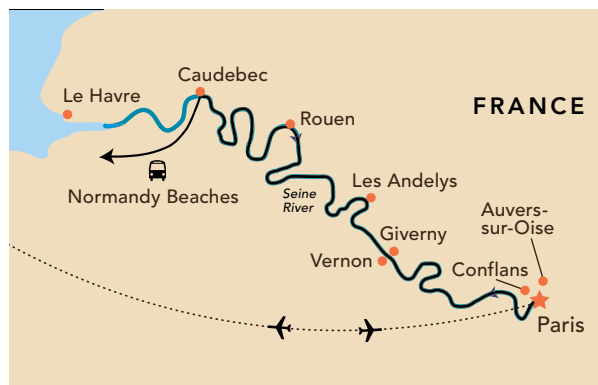 Caudebec
Le Havre
FRANCE
Rouen
Normandy Beaches
Seine
River
Les Andelys
Auvers-
sur-Oise
Giverny
Vernon
Conflans
Paris